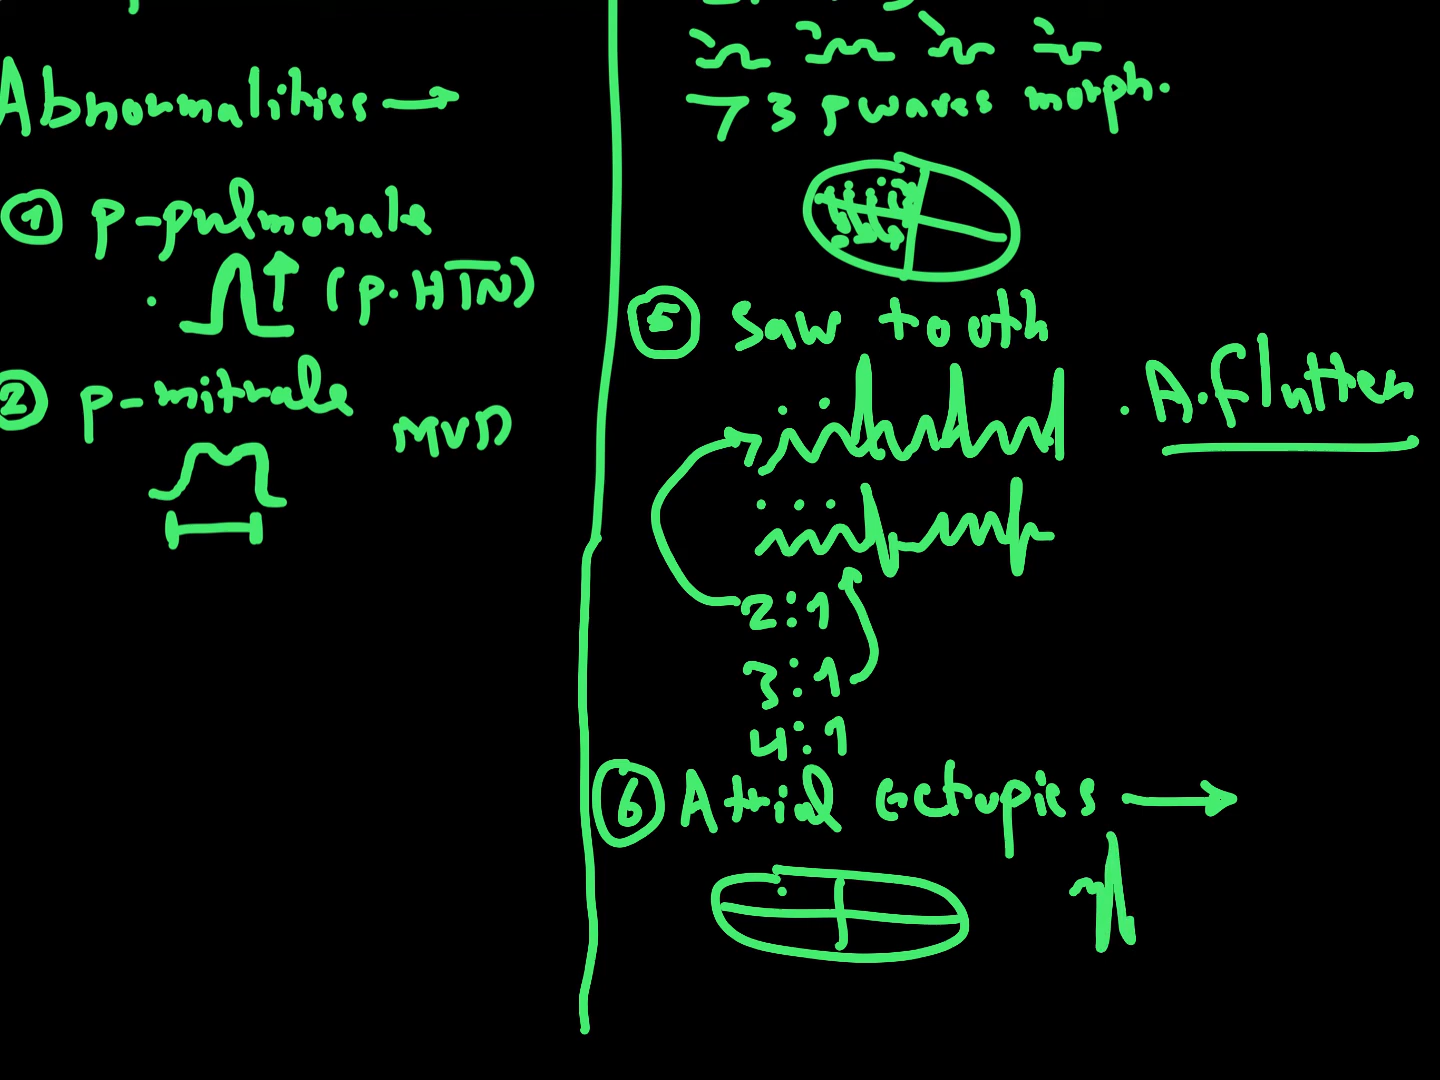 Abnormalities →
① p-pulmonale
↑ (p.HTN)
② p-mitrale
MVD
73 p waves morph.
⑤ Saw tooth
A.flutter
2:1
3:1
4:1
⑥ Atrial ectopics →